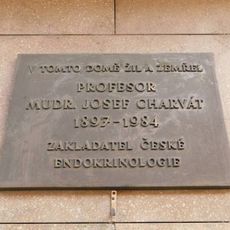 V TOMTO DOMĚ ŽIL A ZEMŘEL
PROFESOR
MUDR. JOSEF CHARVÁT
1897–1984
ZAKLADATEL ČESKÉ
ENDOKRINOLOGIE